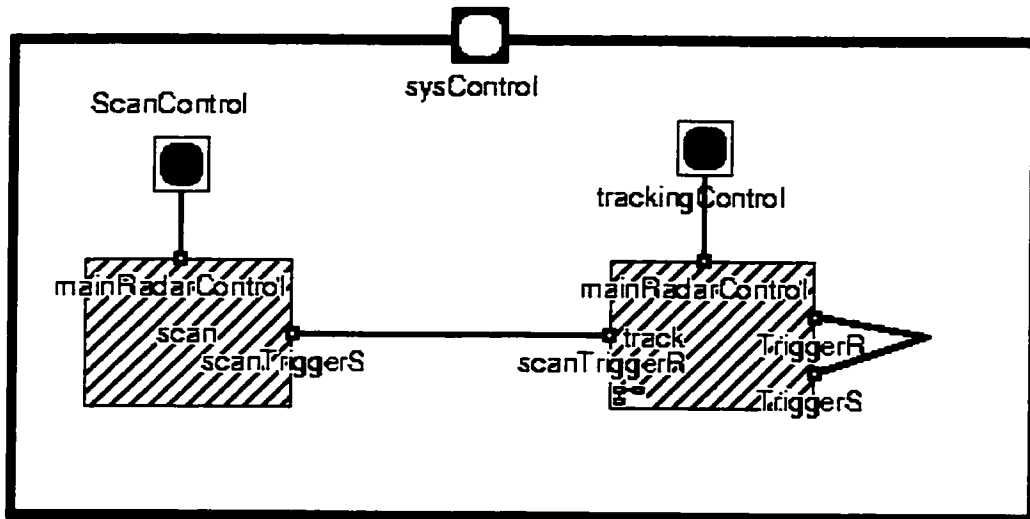 sysControl
ScanControl
trackingControl
mainRadarControl
mainRadarControl
scan
scanTriggerS
track
scanTriggerR
TriggerR
TriggerS